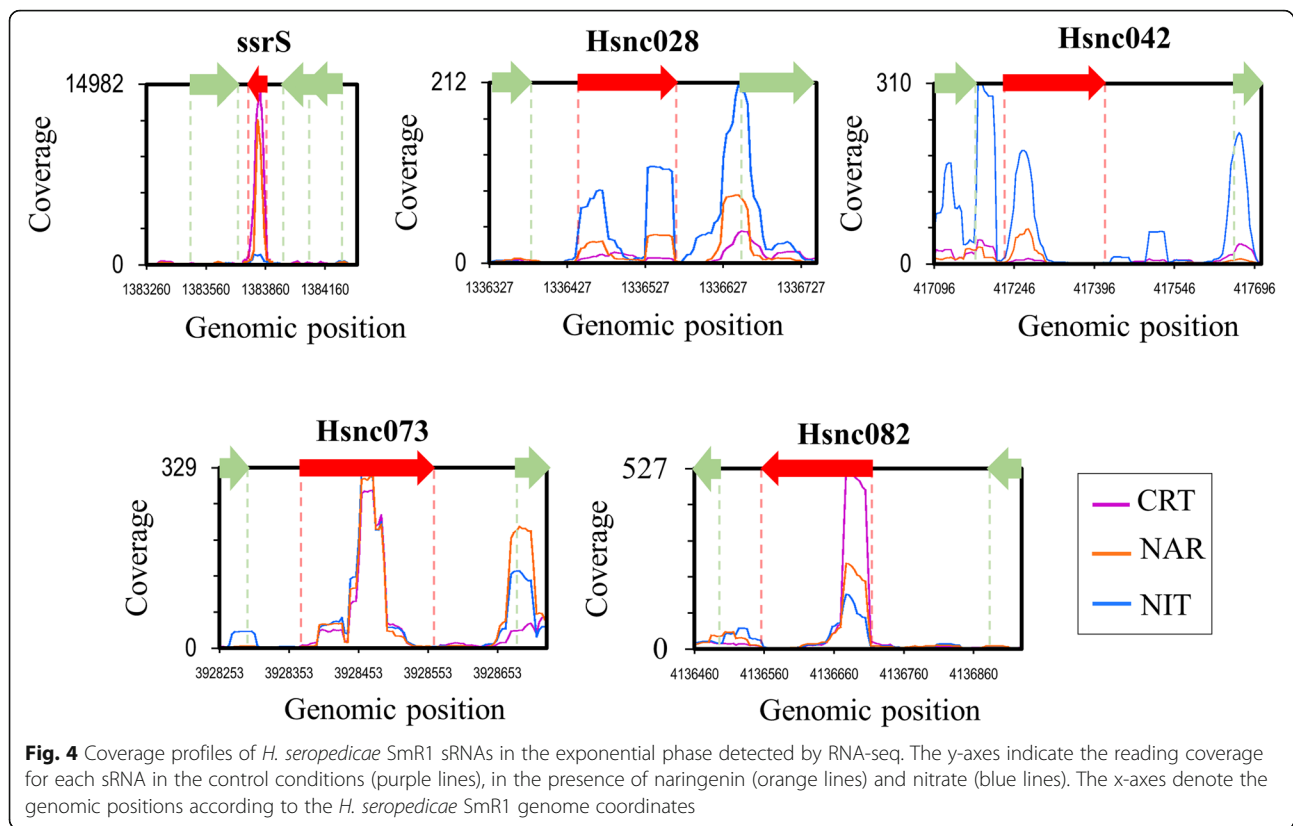 ssrS
14982
0
Coverage
1383260 1383560 1383860 1384160
Genomic position
Hsnc028
212
0
Coverage
1336327 1336427 1336527 1336627 1336727
Genomic position
Hsnc042
310
0
Coverage
417096 417246 417396 417546 417696
Genomic position
Hsnc073
329
0
Coverage
3928253 3928353 3928453 3928553 3928653
Genomic position
Hsnc082
527
0
Coverage
4136460 4136560 4136660 4136760 4136860
Genomic position
CRT
NAR
NIT
Fig. 4 Coverage profiles of H. seropedicae SmR1 sRNAs in the exponential phase detected by RNA-seq. The y-axes indicate the reading coverage
for each sRNA in the control conditions (purple lines), in the presence of naringenin (orange lines) and nitrate (blue lines). The x-axes denote the
genomic positions according to the H. seropedicae SmR1 genome coordinates